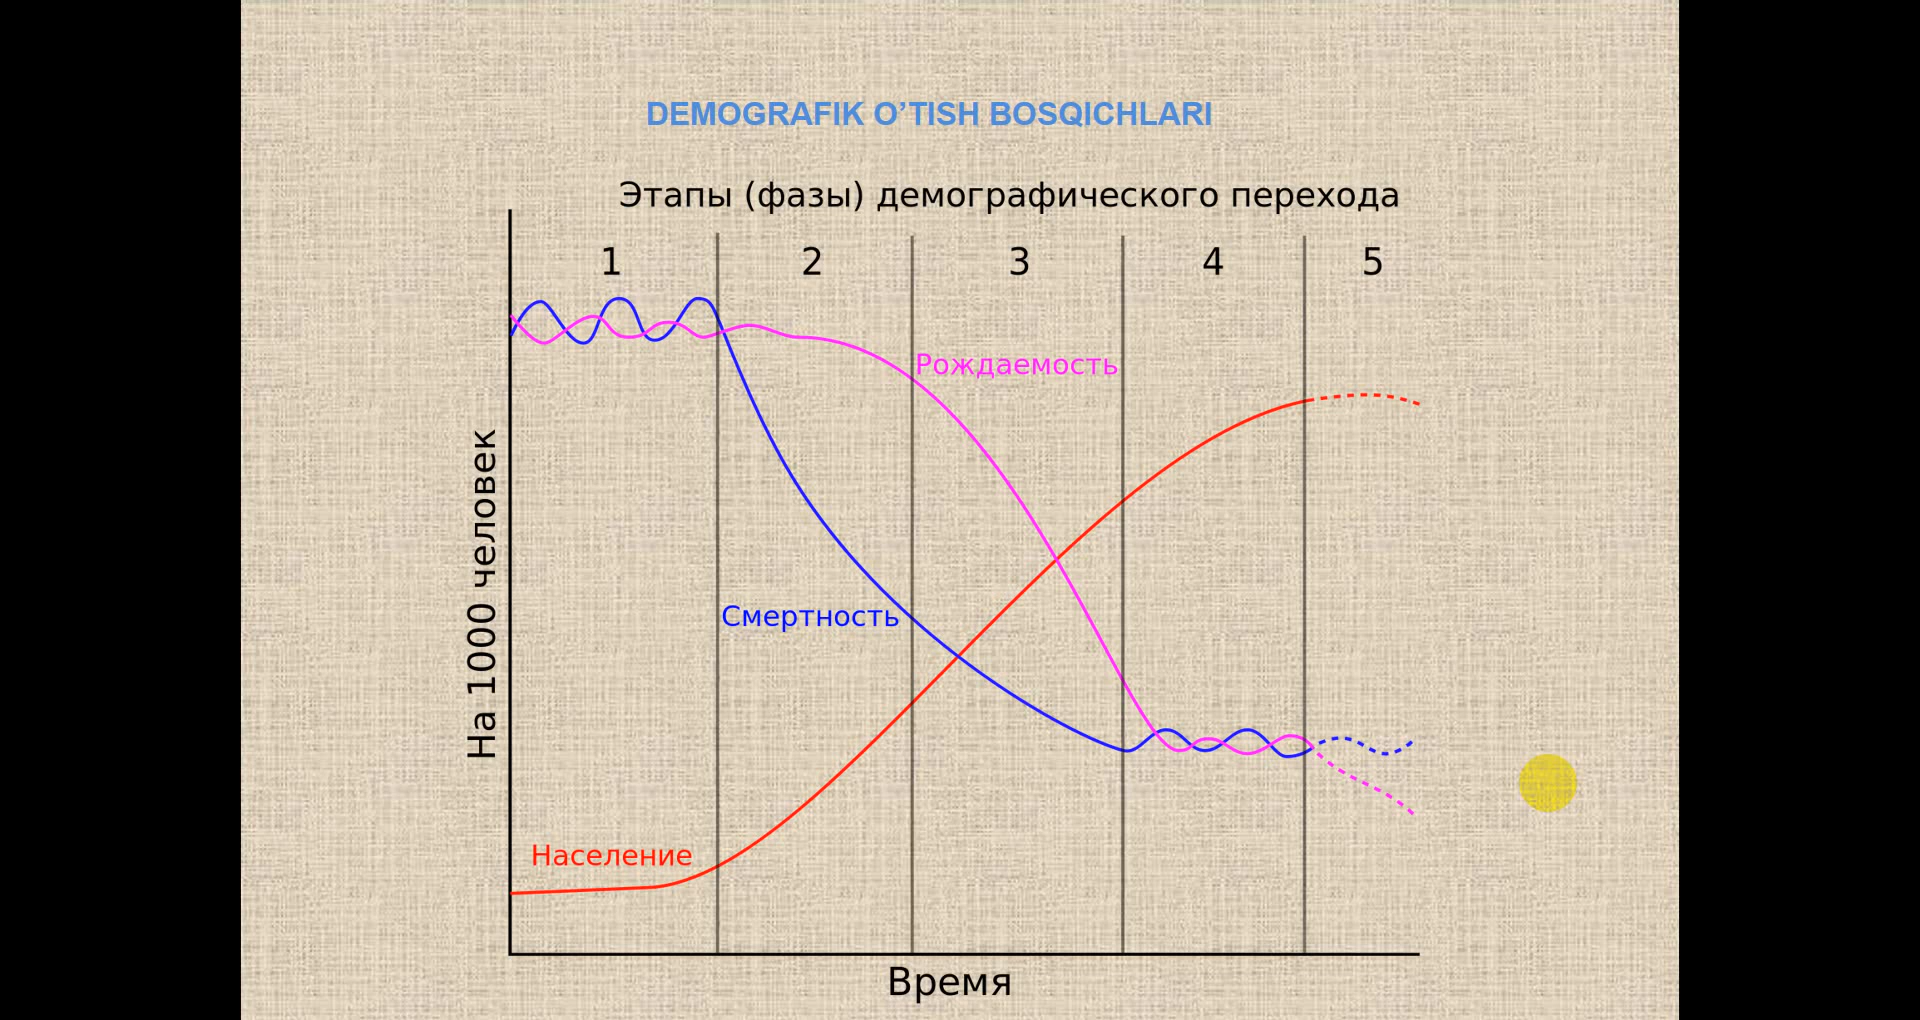 DEMOGRAFIK O’TISH BOSQICHLARI
Этапы (фазы) демографического перехода
1 2 3 4 5
Рождаемость
На 1000 человек
Смертность
Население
Время